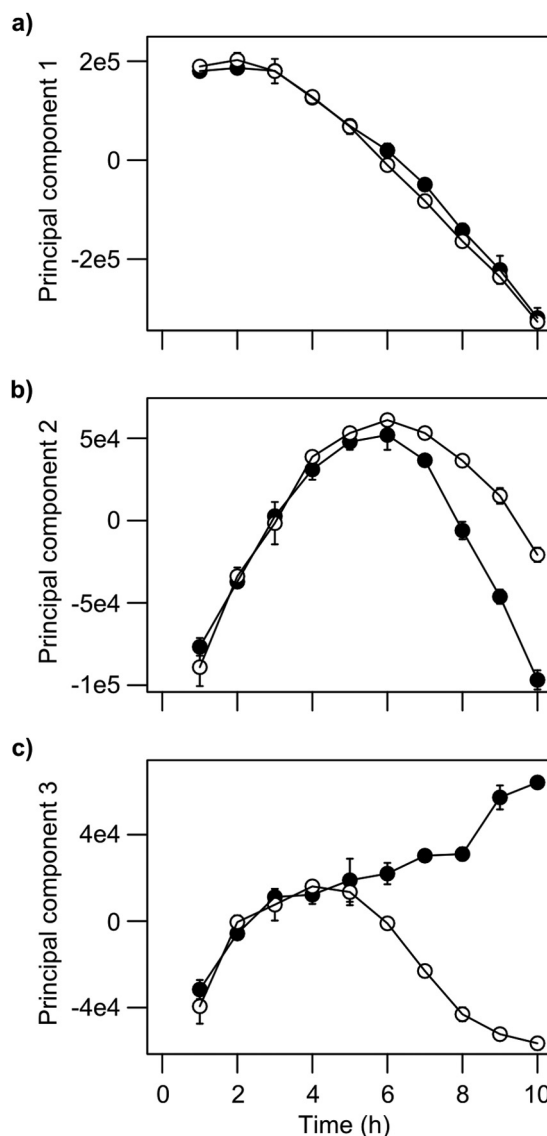 a)
Principal component 1
2e5
0
-2e5
b)
Principal component 2
5e4
0
-5e4
-1e5
c)
Principal component 3
4e4
0
-4e4
0 2 4 6 8 10
Time (h)